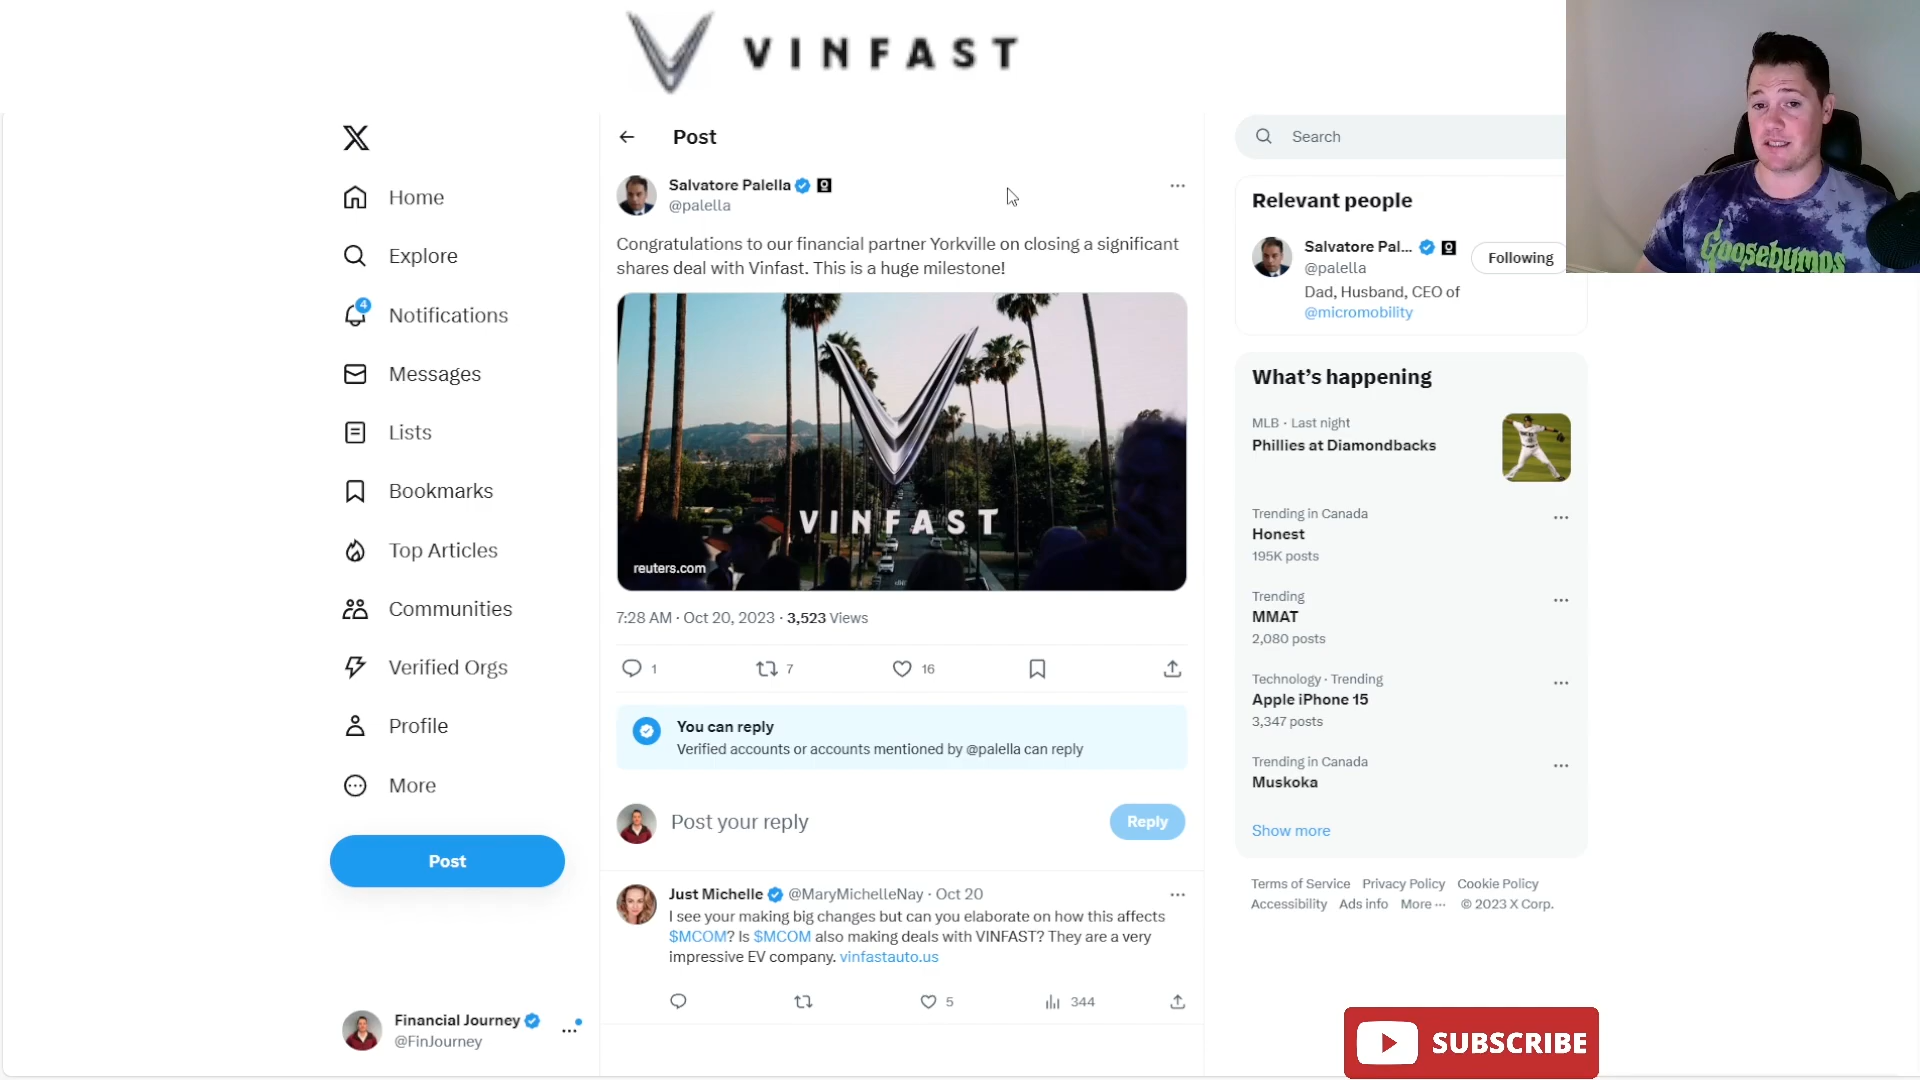 VINFAST
Post
Search
Home
Explore
4
Notifications
Messages
Lists
Bookmarks
Top Articles
Communities
Verified Orgs
Profile
More
Post
Financial Journey
@FinJourney
Salvatore Palella
@palella
Congratulations to our financial partner Yorkville on closing a significant
shares deal with Vinfast. This is a huge milestone!
VINFAST
reuters.com
7:28 AM · Oct 20, 2023 · 3,523 Views
1 7 16
You can reply
Verified accounts or accounts mentioned by @palella can reply
Post your reply
Reply
Just Michelle @MaryMichelleNay · Oct 20
I see your making big changes but can you elaborate on how this affects
$MCOM? Is $MCOM also making deals with VINFAST? They are a very
impressive EV company. vinfastauto.us
5 344
Relevant people
Salvatore Pal...
@palella
Following
Dad, Husband, CEO of
@micromobility
What's happening
MLB · Last night
Phillies at Diamondbacks
Trending in Canada
Honest
195K posts
Trending
MMAT
2,080 posts
Technology · Trending
Apple iPhone 15
3,347 posts
Trending in Canada
Muskoka
Show more
Terms of Service Privacy Policy Cookie Policy
Accessibility Ads info More ··· © 2023 X Corp.
Goosebumps
SUBSCRIBE